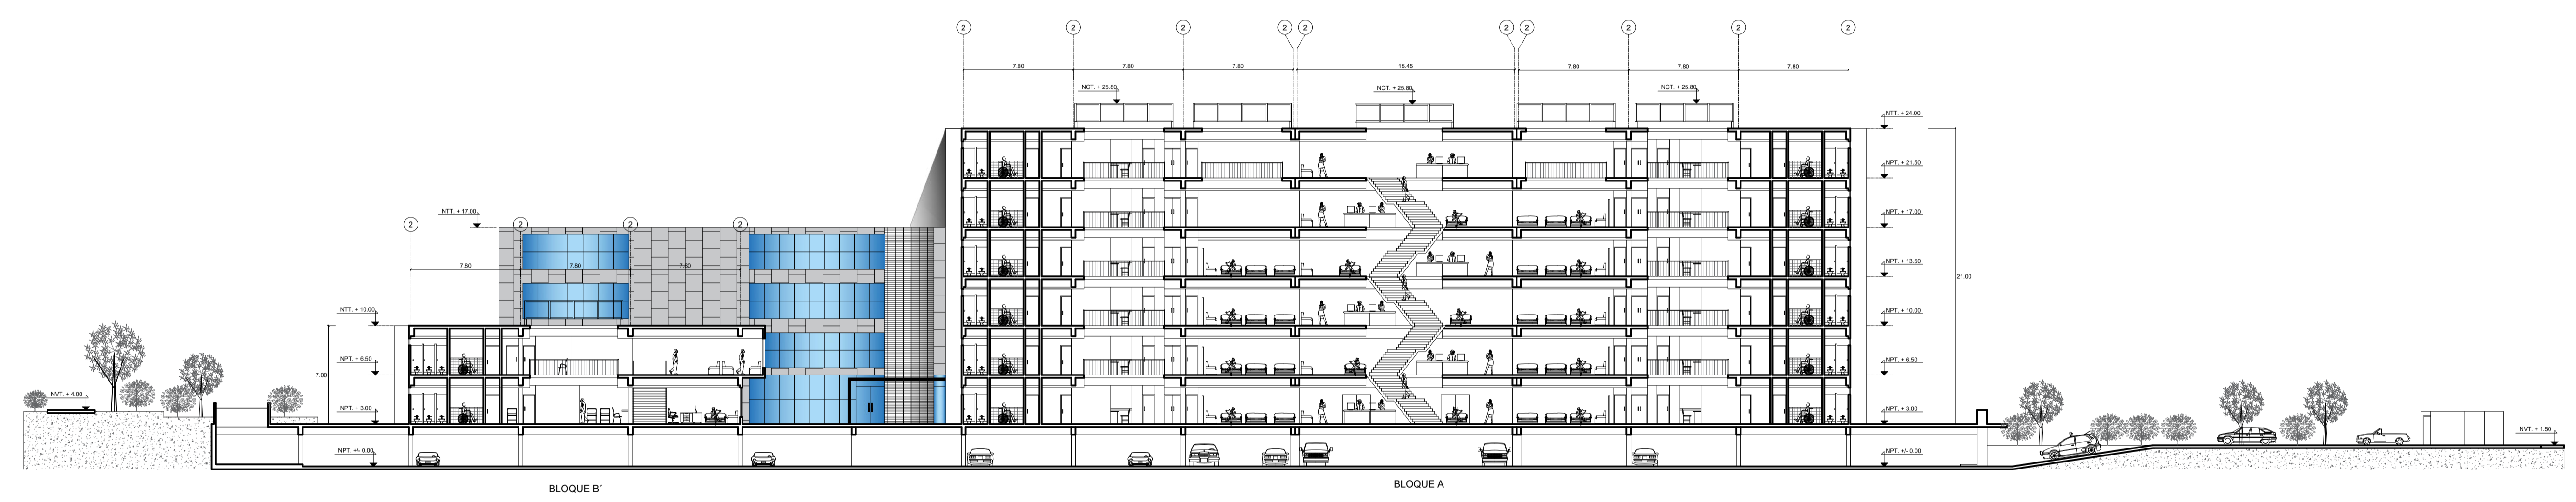 2 2 2 2 2 2 2 2 2 2
7.80 7.80 7.80 15.45 7.80 7.80 7.80
NCT. + 25.80 NCT. + 25.80 NCT. + 25.80
NTT. + 24.00
NPT. + 21.50
NTT. + 17.00 NPT. + 17.00
2 2 2 2
7.80 7.80 7.80
NPT. + 13.50
21.00
NTT. + 10.00 NPT. + 10.00
NPT. + 6.50 NPT. + 6.50
7.00
NVT. + 4.00
NPT. + 3.00 NPT. + 3.00
NVT. + 1.50
NPT. +/- 0.00 NPT. +/- 0.00
BLOQUE B´ BLOQUE A